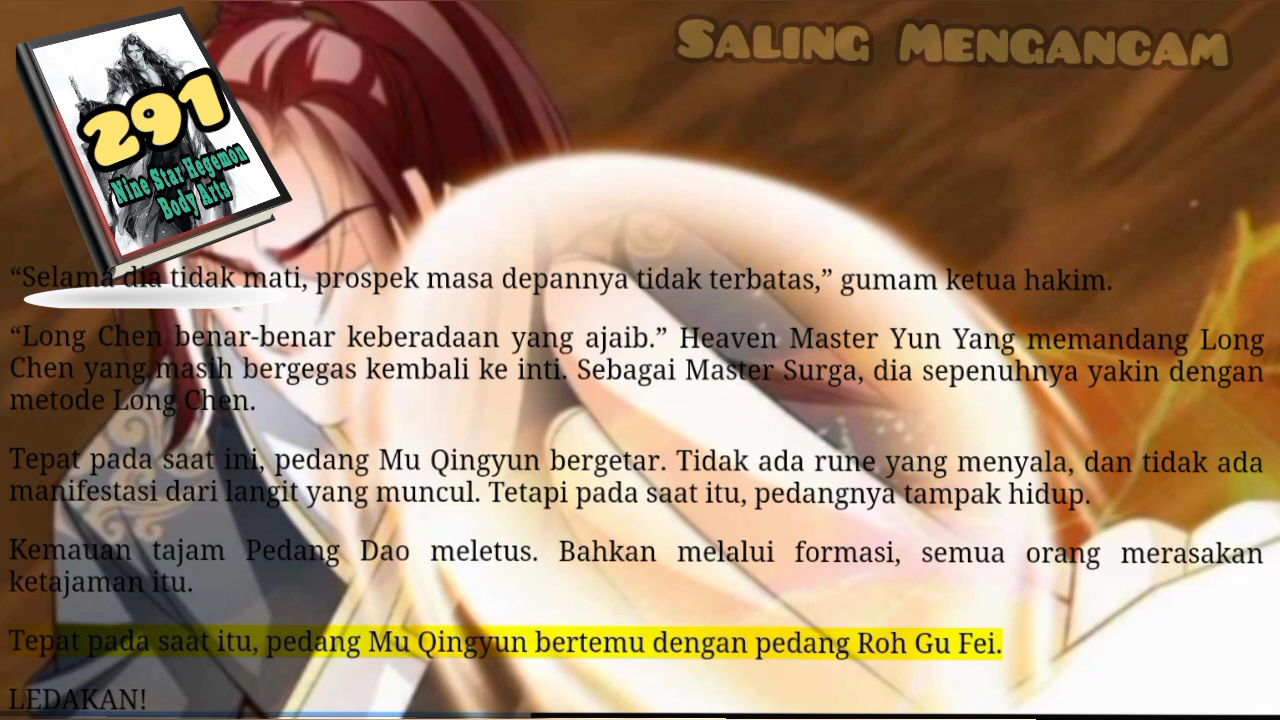 SALING MENGANCAM
291
Nine Star Hegemon
Body Arts
“Selama dia tidak mati, prospek masa depannya tidak terbatas,” gumam ketua hakim.
“Long Chen benar-benar keberadaan yang ajaib.” Heaven Master Yun Yang memandang Long
Chen yang masih bergegas kembali ke inti. Sebagai Master Surga, dia sepenuhnya yakin dengan
metode Long Chen.
Tepat pada saat ini, pedang Mu Qingyun bergetar. Tidak ada rune yang menyala, dan tidak ada
manifestasi dari langit yang muncul. Tetapi pada saat itu, pedangnya tampak hidup.
Kemauan tajam Pedang Dao meletus. Bahkan melalui formasi, semua orang merasakan
ketajaman itu.
Tepat pada saat itu, pedang Mu Qingyun bertemu dengan pedang Roh Gu Fei.
LEDAKAN!